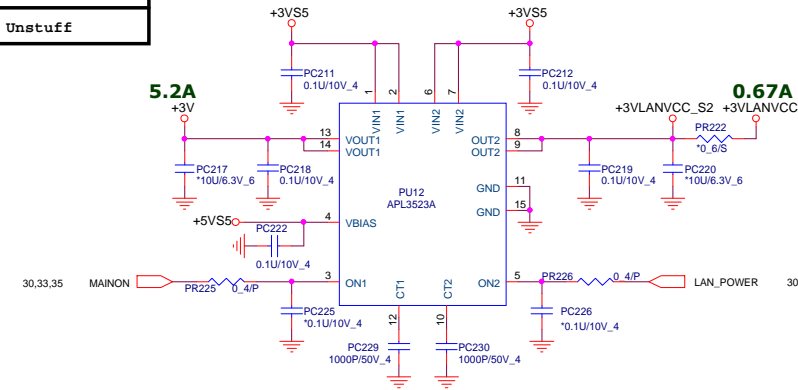 Unstuff
+3VS5
+3VS5
PC211
0.1U/10V_4
PC212
0.1U/10V_4
5.2A
+3V
0.67A
+3VLANVCC_S2
+3VLANVCC
1
2
6
7
VIN1
VIN1
VIN2
VIN2
13
VOUT1
14
VOUT1
OUT2
8
OUT2
9
PR222
*0_6/S
PC217
*10U/6.3V_6
PC218
0.1U/10V_4
PU12
APL3523A
GND
11
GND
15
PC219
0.1U/10V_4
PC220
*10U/6.3V_6
+5VS5
4
VBIAS
PC222
0.1U/10V_4
30,33,35
MAINON
PR225
0_4/P
3
ON1
CT1
CT2
ON2
5
PR226
0_4/P
LAN_POWER
30
PC225
*0.1U/10V_4
12
10
PC226
*0.1U/10V_4
PC229
1000P/50V_4
PC230
1000P/50V_4